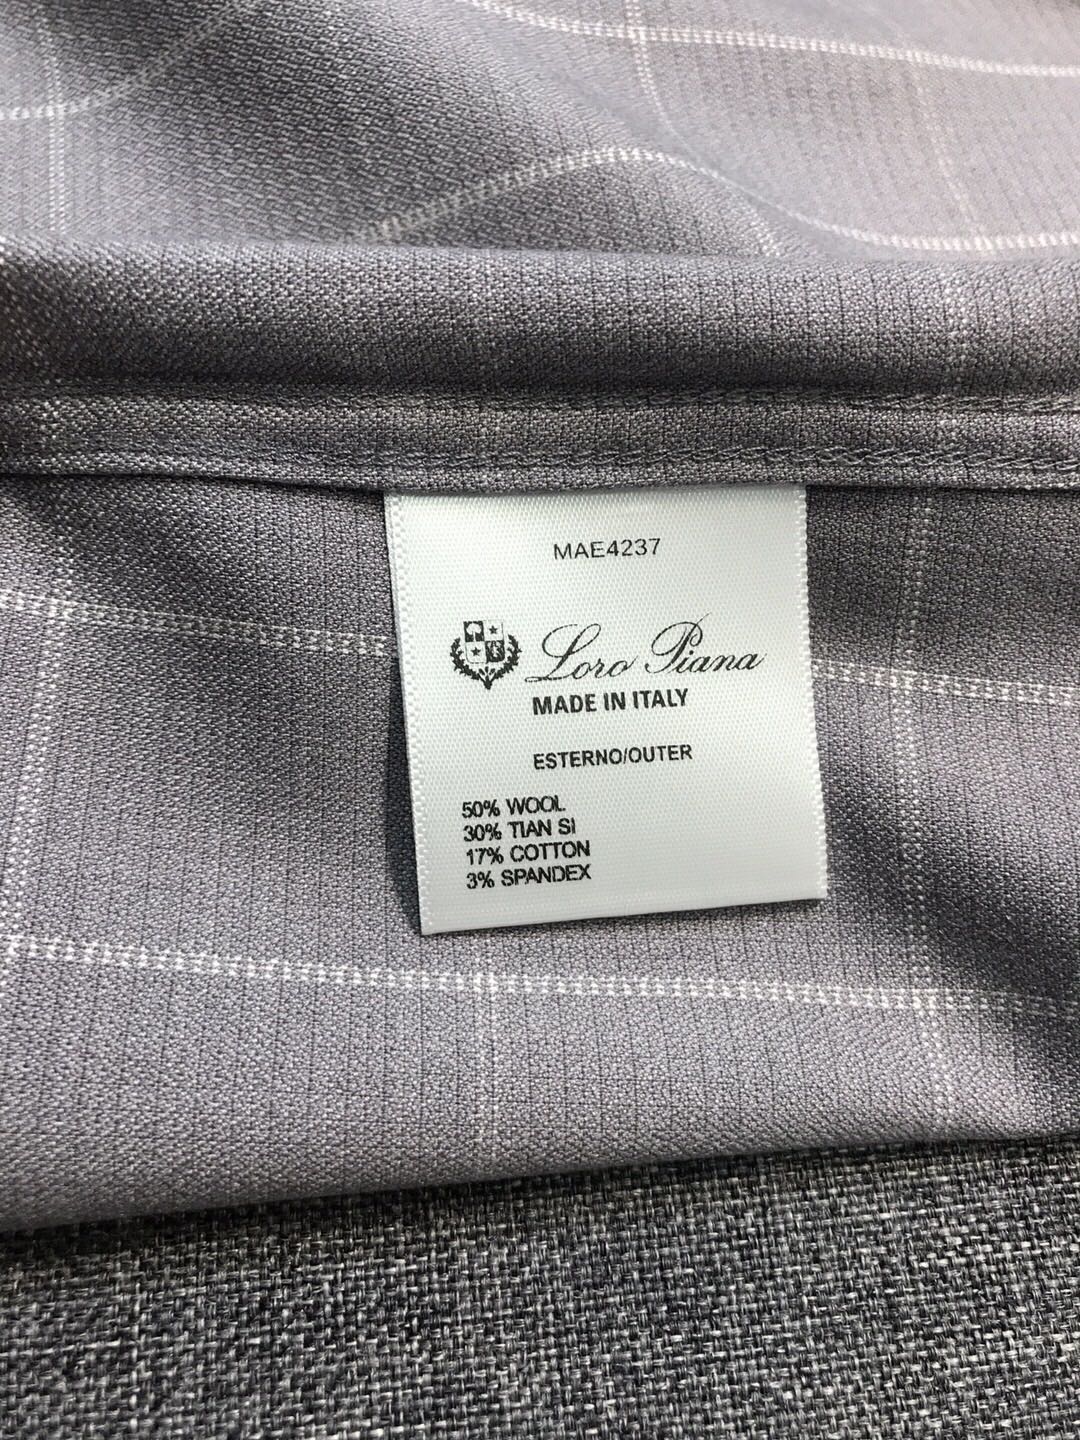 MAE4237
Loro Piana
MADE IN ITALY
ESTERNO/OUTER
50% WOOL
30% TIAN SI
17% COTTON
3% SPANDEX